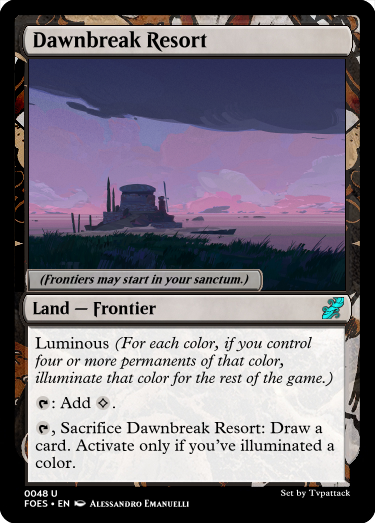 Dawnbreak Resort
(Frontiers may start in your sanctum.)
Land — Frontier
Luminous (For each color, if you control
four or more permanents of that color,
illuminate that color for the rest of the game.)
: Add .
, Sacrifice Dawnbreak Resort: Draw a
card. Activate only if you've illuminated a
color.
0048 U
Set by Tvpattack
FOES • EN Alessandro Emanuelli